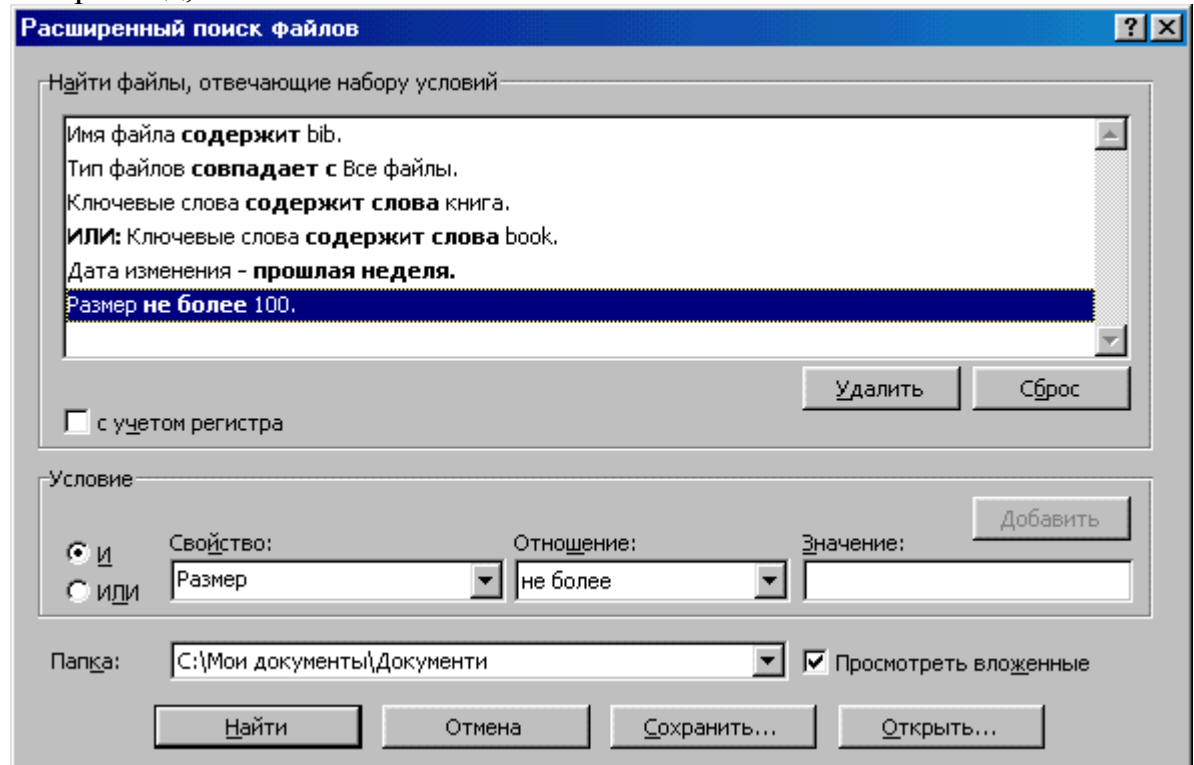 Расширенный поиск файлов
Найти файлы, отвечающие набору условий
Имя файла содержит bib.
Тип файлов совпадает с Все файлы.
Ключевые слова содержит слова книга.
ИЛИ: Ключевые слова содержит слова book.
Дата изменения - прошлая неделя.
Размер не более 100.
Удалить Сброс
с учетом регистра
Условие
Добавить
И Свойство: Отношение: Значение:
ИЛИ Размер не более
Папка: C:\Мои документы\Документи Просмотреть вложенные
Найти Отмена Сохранить... Открыть...